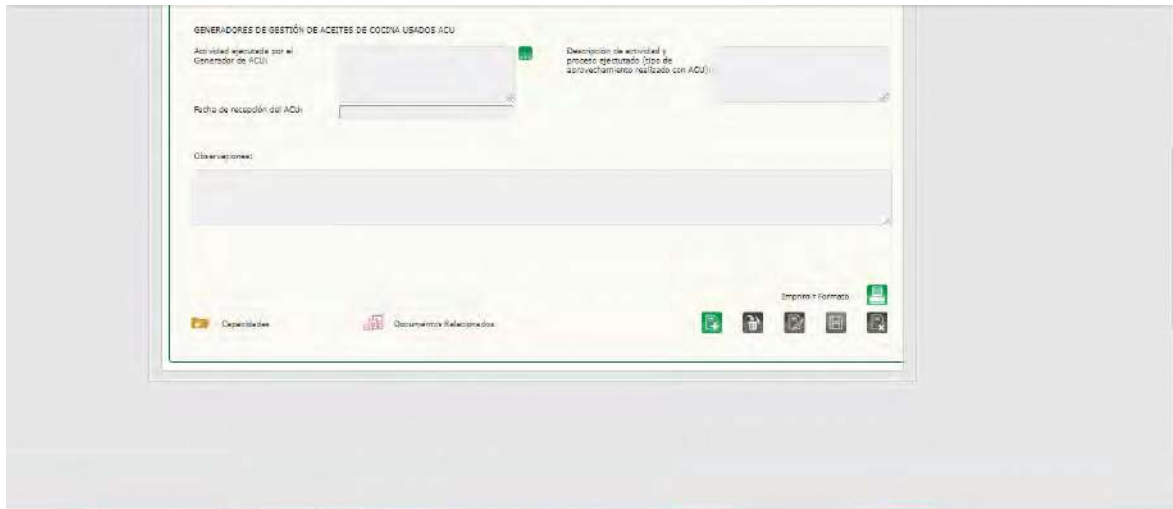 GENERADORES DE GESTIÓN DE ACEITES DE COCINA USADOS ACU
Actividad ejecutada por el
Generador de ACU:
Descripción de actividad y
proceso ejecutado (tipo de
aprovechamiento realizado con ACU):
Fecha de recepción del ACU:
Observaciones:
Imprimir Formato
Capacidades
Documentos Relacionados